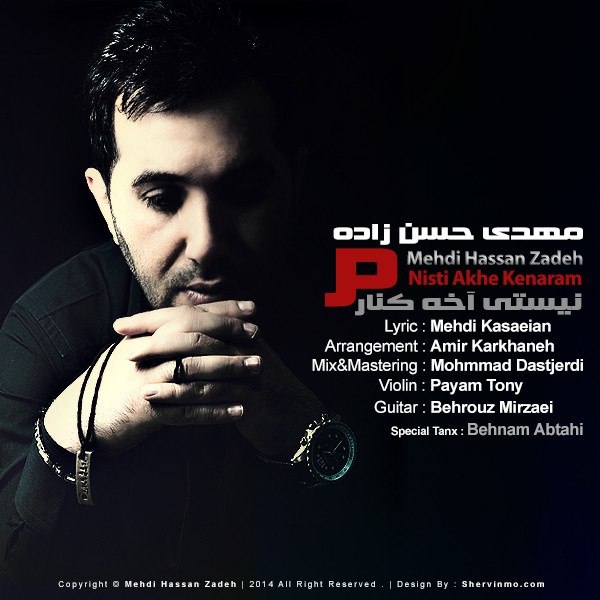 مهدی حسن زاده
Mehdi Hassan Zadeh
Nisti Akhe Kenaram
نیستی آخه کنارم
Lyric : Mehdi Kasaeian
Arrangement : Amir Karkhaneh
Mix&Mastering : Mohmmad Dastjerdi
Violin : Payam Tony
Guitar : Behrouz Mirzaei
Special Tanx : Behnam Abtahi
Copyright © Mehdi Hassan Zadeh | 2014 All Right Reserved . | Design By : Shervinmo.com